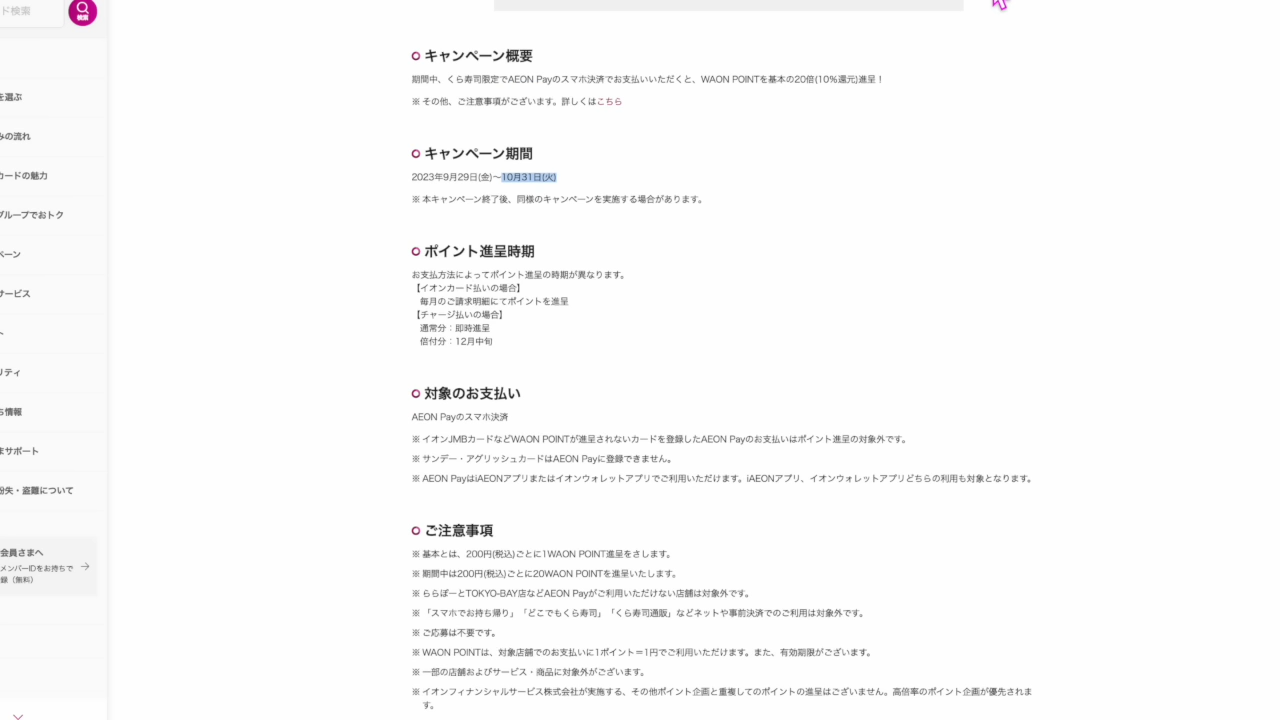 ド検索
検索
を選ぶ
みの流れ
カードの魅力
グループでおトク
ペーン
サービス
ト
リティ
ち情報
まサポート
紛失・盗難について
会員さまへ
メンバーIDをお持ちで
録（無料）
キャンペーン概要
期間中、くら寿司限定でAEON Payのスマホ決済でお支払いいただくと、WAON POINTを基本の20倍(10%還元)進呈！
※ その他、ご注意事項がございます。詳しくはこちら
キャンペーン期間
2023年9月29日(金)〜10月31日(火)
※ 本キャンペーン終了後、同様のキャンペーンを実施する場合があります。
ポイント進呈時期
お支払方法によってポイント進呈の時期が異なります。
【イオンカード払いの場合】
毎月のご請求明細にてポイントを進呈
【チャージ払いの場合】
通常分：即時進呈
倍付分：12月中旬
対象のお支払い
AEON Payのスマホ決済
※ イオンJMBカードなどWAON POINTが進呈されないカードを登録したAEON Payのお支払いはポイント進呈の対象外です。
※ サンデー・アグリッシュカードはAEON Payに登録できません。
※ AEON PayはiAEONアプリまたはイオンウォレットアプリでご利用いただけます。iAEONアプリ、イオンウォレットアプリどちらの利用も対象となります。
ご注意事項
※ 基本とは、200円(税込)ごとに1WAON POINT進呈をさします。
※ 期間中は200円(税込)ごとに20WAON POINTを進呈いたします。
※ ららぽーとTOKYO-BAY店などAEON Payがご利用いただけない店舗は対象外です。
※ 「スマホでお持ち帰り」「どこでもくら寿司」「くら寿司通販」などネットや事前決済でのご利用は対象外です。
※ ご応募は不要です。
※ WAON POINTは、対象店舗でのお支払いに1ポイント＝1円でご利用いただけます。また、有効期限がございます。
※ 一部の店舗およびサービス・商品に対象外がございます。
※ イオンフィナンシャルサービス株式会社が実施する、その他ポイント企画と重複してのポイントの進呈はございません。高倍率のポイント企画が優先されま
す。